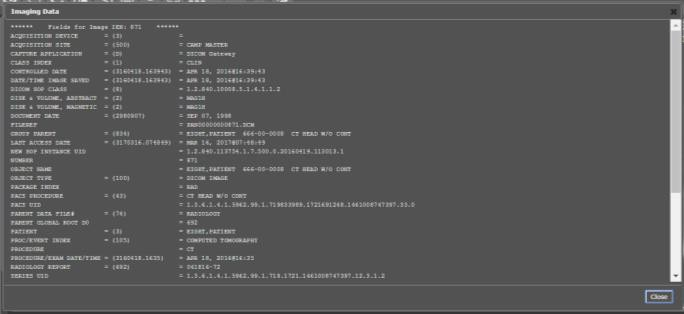 Imaging Data
****** Fields for Image IEN: 871 ******
ACQUISITION DEVICE = (3) =
ACQUISITION SITE = (500) = CAMP MASTER
CAPTURE APPLICATION = (D) = DICOM Gateway
CLASS INDEX = (1) = CLIN
CONTROLLED DATE = (3160418.163943) = APR 18, 2016@16:39:43
DATE/TIME IMAGE SAVED = (3160418.163943) = APR 18, 2016@16:39:43
DICOM SOP CLASS = (8) = 1.2.840.10008.5.1.4.1.1.2
DISK & VOLUME, ABSTRACT = (2) = MAG1H
DISK & VOLUME, MAGNETIC = (2) = MAG1H
DOCUMENT DATE = (2980907) = SEP 07, 1998
FILEREF = 00000000871.DCM
GROUP PARENT = (834) = EIGHT,PATIENT 666-00-0008 CT HEAD W/O CONT
LAST ACCESS DATE = (3170316.074849) = MAR 16, 2017@07:48:49
NEW SOP INSTANCE UID = 1.2.840.113754.1.7.500.0.20160419.113013.1
NUMBER = 871
OBJECT NAME = EIGHT,PATIENT 666-00-0008 CT HEAD W/O CONT
OBJECT TYPE = (100) = DICOM IMAGE
PACKAGE INDEX = RAD
PACS PROCEDURE = (43) = CT HEAD W/O CONT
PACS UID = 1.3.6.1.4.1.5962.99.1.719833989.1721691268.1461008747397.33.0
PARENT DATA FILE# = (74) = RADIOLOGY
PARENT GLOBAL ROOT D0 = 692
PATIENT = (3) = EIGHT,PATIENT
PROC/EVENT INDEX = (105) = COMPUTED TOMOGRAPHY
PROCEDURE = CT
PROCEDURE/EXAM DATE/TIME = (3160418.1635) = APR 18, 2016@16:35
RADIOLOGY REPORT = (692) = 041816-72
SERIES UID = 1.3.6.1.4.1.5962.99.1.719.1721.1461008747397.12.3.1.2
Close